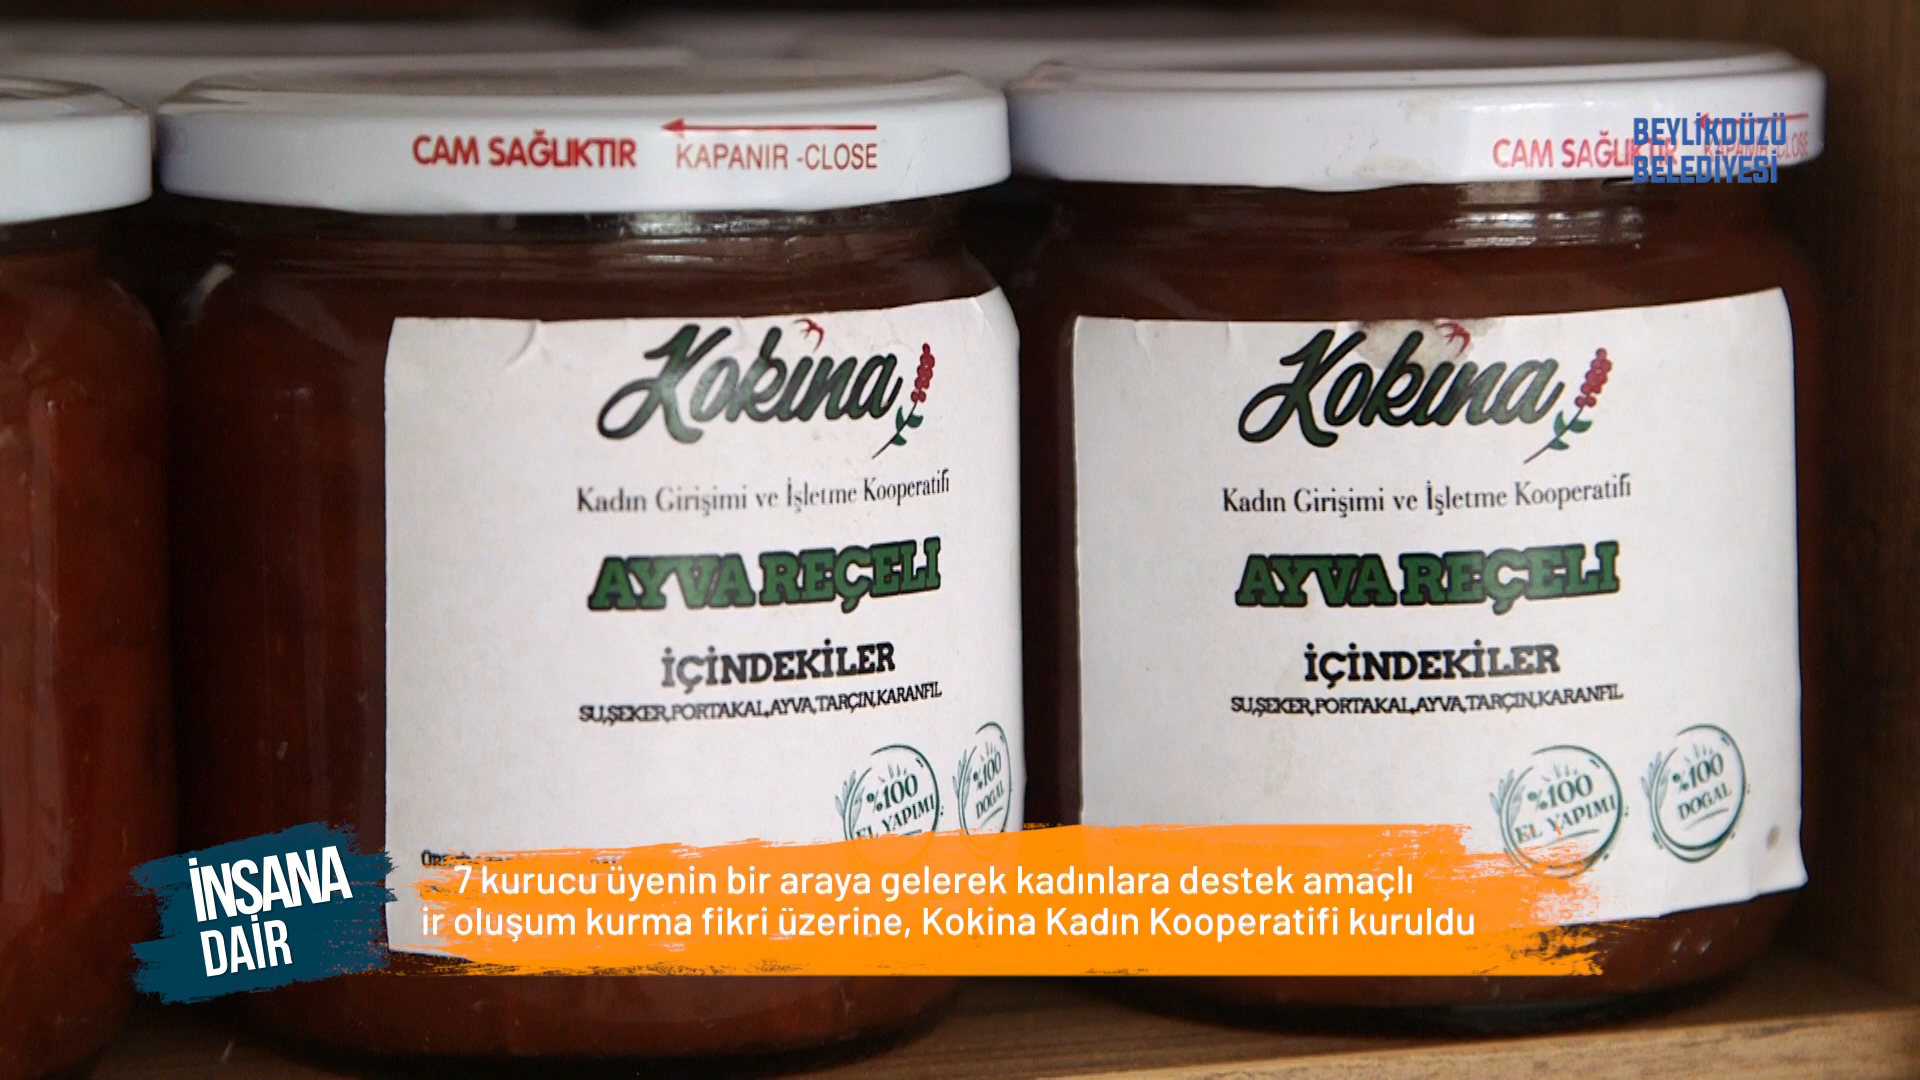 CAM SAĞLIKTIR KAPANIR -CLOSE
CAM SAĞLIKTIR KAPANIR-CLOSE
BEYLİKDÜZÜ
BELEDİYESİ
Kokina
Kadın Girişimi ve İşletme Kooperatifi
AYVA REÇELI
İÇİNDEKİLER
SU,ŞEKER,PORTAKAL,AYVA,TARÇIN,KARANFIL
%100
EL YAPIMI
%100
DOĞAL
Kokina
Kadın Girişimi ve İşletme Kooperatifi
AYVA REÇELI
İÇİNDEKİLER
SU,ŞEKER,PORTAKAL,AYVA,TARÇIN,KARANFIL
%100
EL YAPIMI
%100
DOGAL
İNSANA
DAİR
7 kurucu üyenin bir araya gelerek kadınlara destek amaçlı
ir oluşum kurma fikri üzerine, Kokina Kadın Kooperatifi kuruldu